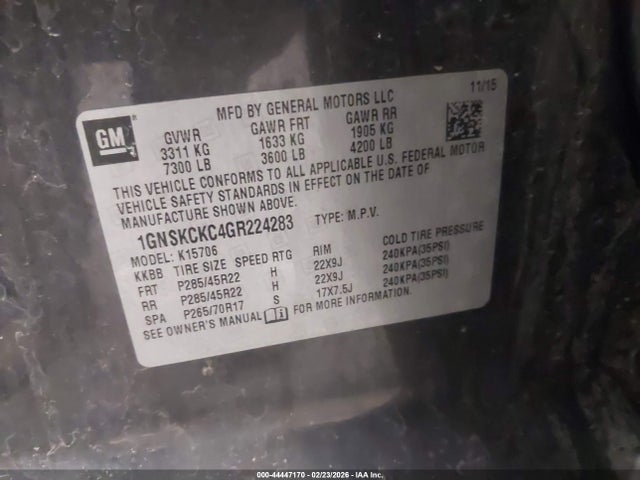 MFD BY GENERAL MOTORS LLC
11/15
GM
GVWR GAWR FRT GAWR RR
3311 KG 1633 KG 1905 KG
7300 LB 3600 LB 4200 LB
THIS VEHICLE CONFORMS TO ALL APPLICABLE U.S. FEDERAL MOTOR
VEHICLE SAFETY STANDARDS IN EFFECT ON THE DATE OF
MANUFACTURE SHOWN ABOVE.
1GNSKCKC4GR224283 TYPE: M.P.V.
MODEL: K15706
KKBB TIRE SIZE SPEED RTG RIM COLD TIRE PRESSURE
FRT P285/45R22 H 22X9J 240KPA(35PSI)
RR P285/45R22 H 22X9J 240KPA(35PSI)
SPA P265/70R17 S 17X7.5J 240KPA(35PSI)
SEE OWNER'S MANUAL FOR MORE INFORMATION.
000-44447170 - 02/23/2026 - IAA Inc.